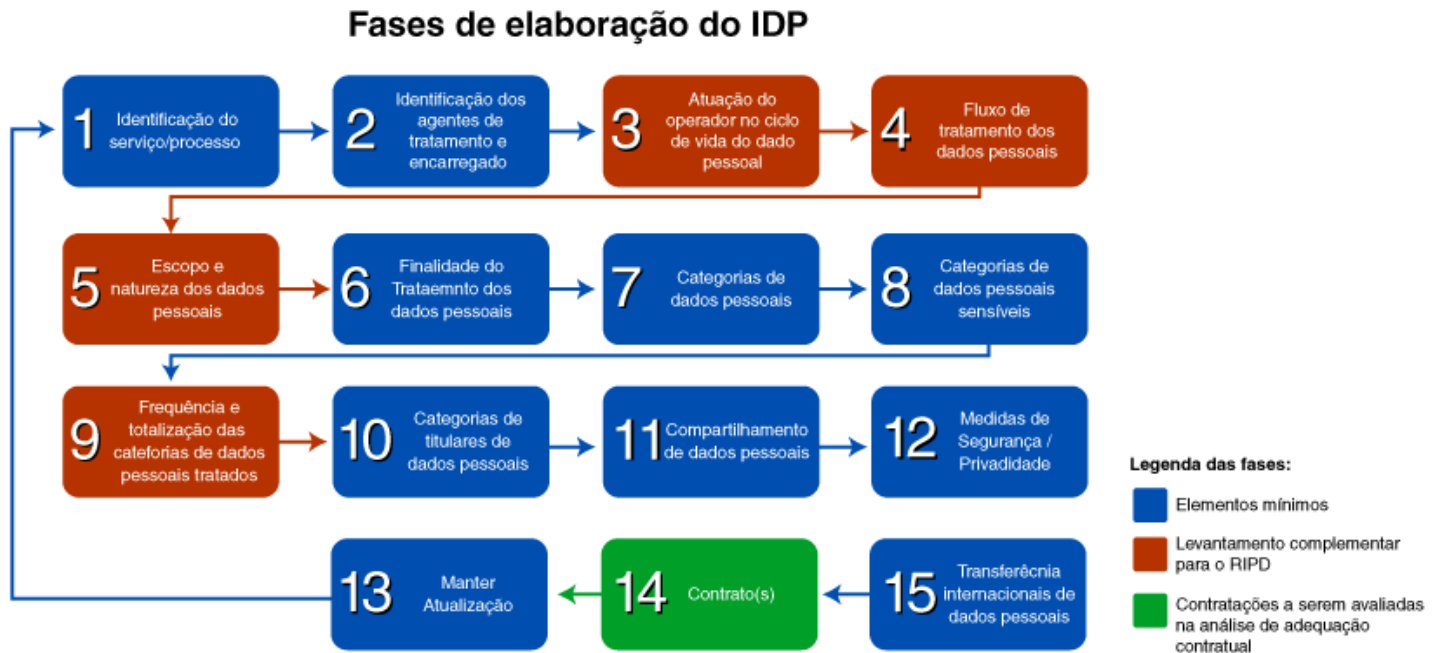 Fases de elaboração do IDP
1
Identificação do
serviço/processo
2
Identificação dos
agentes de
tratamento e
encarregado
3
Atuação do
operador no ciclo
de vida do dado
pessoal
4
Fluxo de
tratamento dos
dados pessoais
5
Escopo e
natureza dos dados
pessoais
6
Finalidade do
Trataemnto dos
dados pessoais
7
Categorias de
dados pessoais
8
Categorias de
dados pessoais
sensíveis
9
Frequência e
totalização das
cateforias de dados
pessoais tratados
10
Categorias de
titulares de
dados pessoais
11
Compartilhamento
de dados pessoais
12
Medidas de
Segurança /
Privadidade
13
Manter
Atualização
14
Contrato(s)
15
Transferêcnia
internacionais de
dados pessoais
Legenda das fases:
Elementos mínimos
Levantamento complementar
para o RIPD
Contratações a serem avaliadas
na análise de adequação
contratual